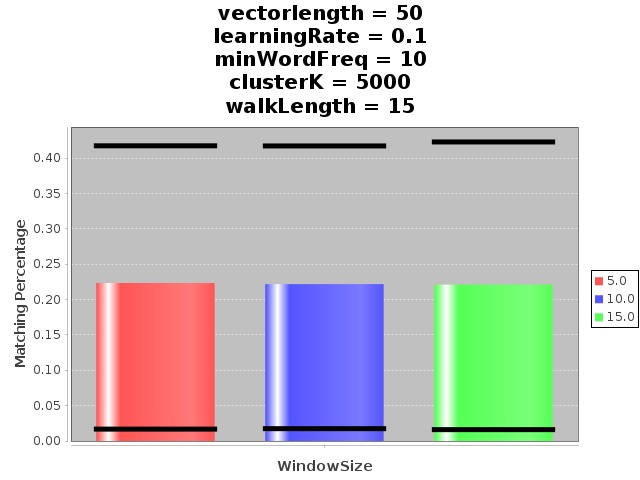 vectorlength = 50
learningRate = 0.1
minWordFreq = 10
clusterK = 5000
walkLength = 15
Matching Percentage
0.40
0.35
0.30
0.25
0.20
0.15
0.10
0.05
0.00
5.0
10.0
15.0
WindowSize